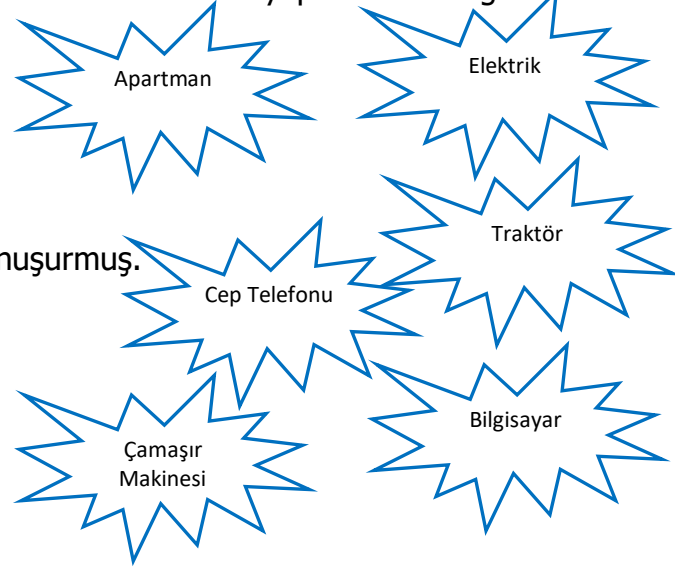 Apartman
Elektrik
Traktör
nuşurmuş.
Cep Telefonu
Bilgisayar
Çamaşır
Makinesi